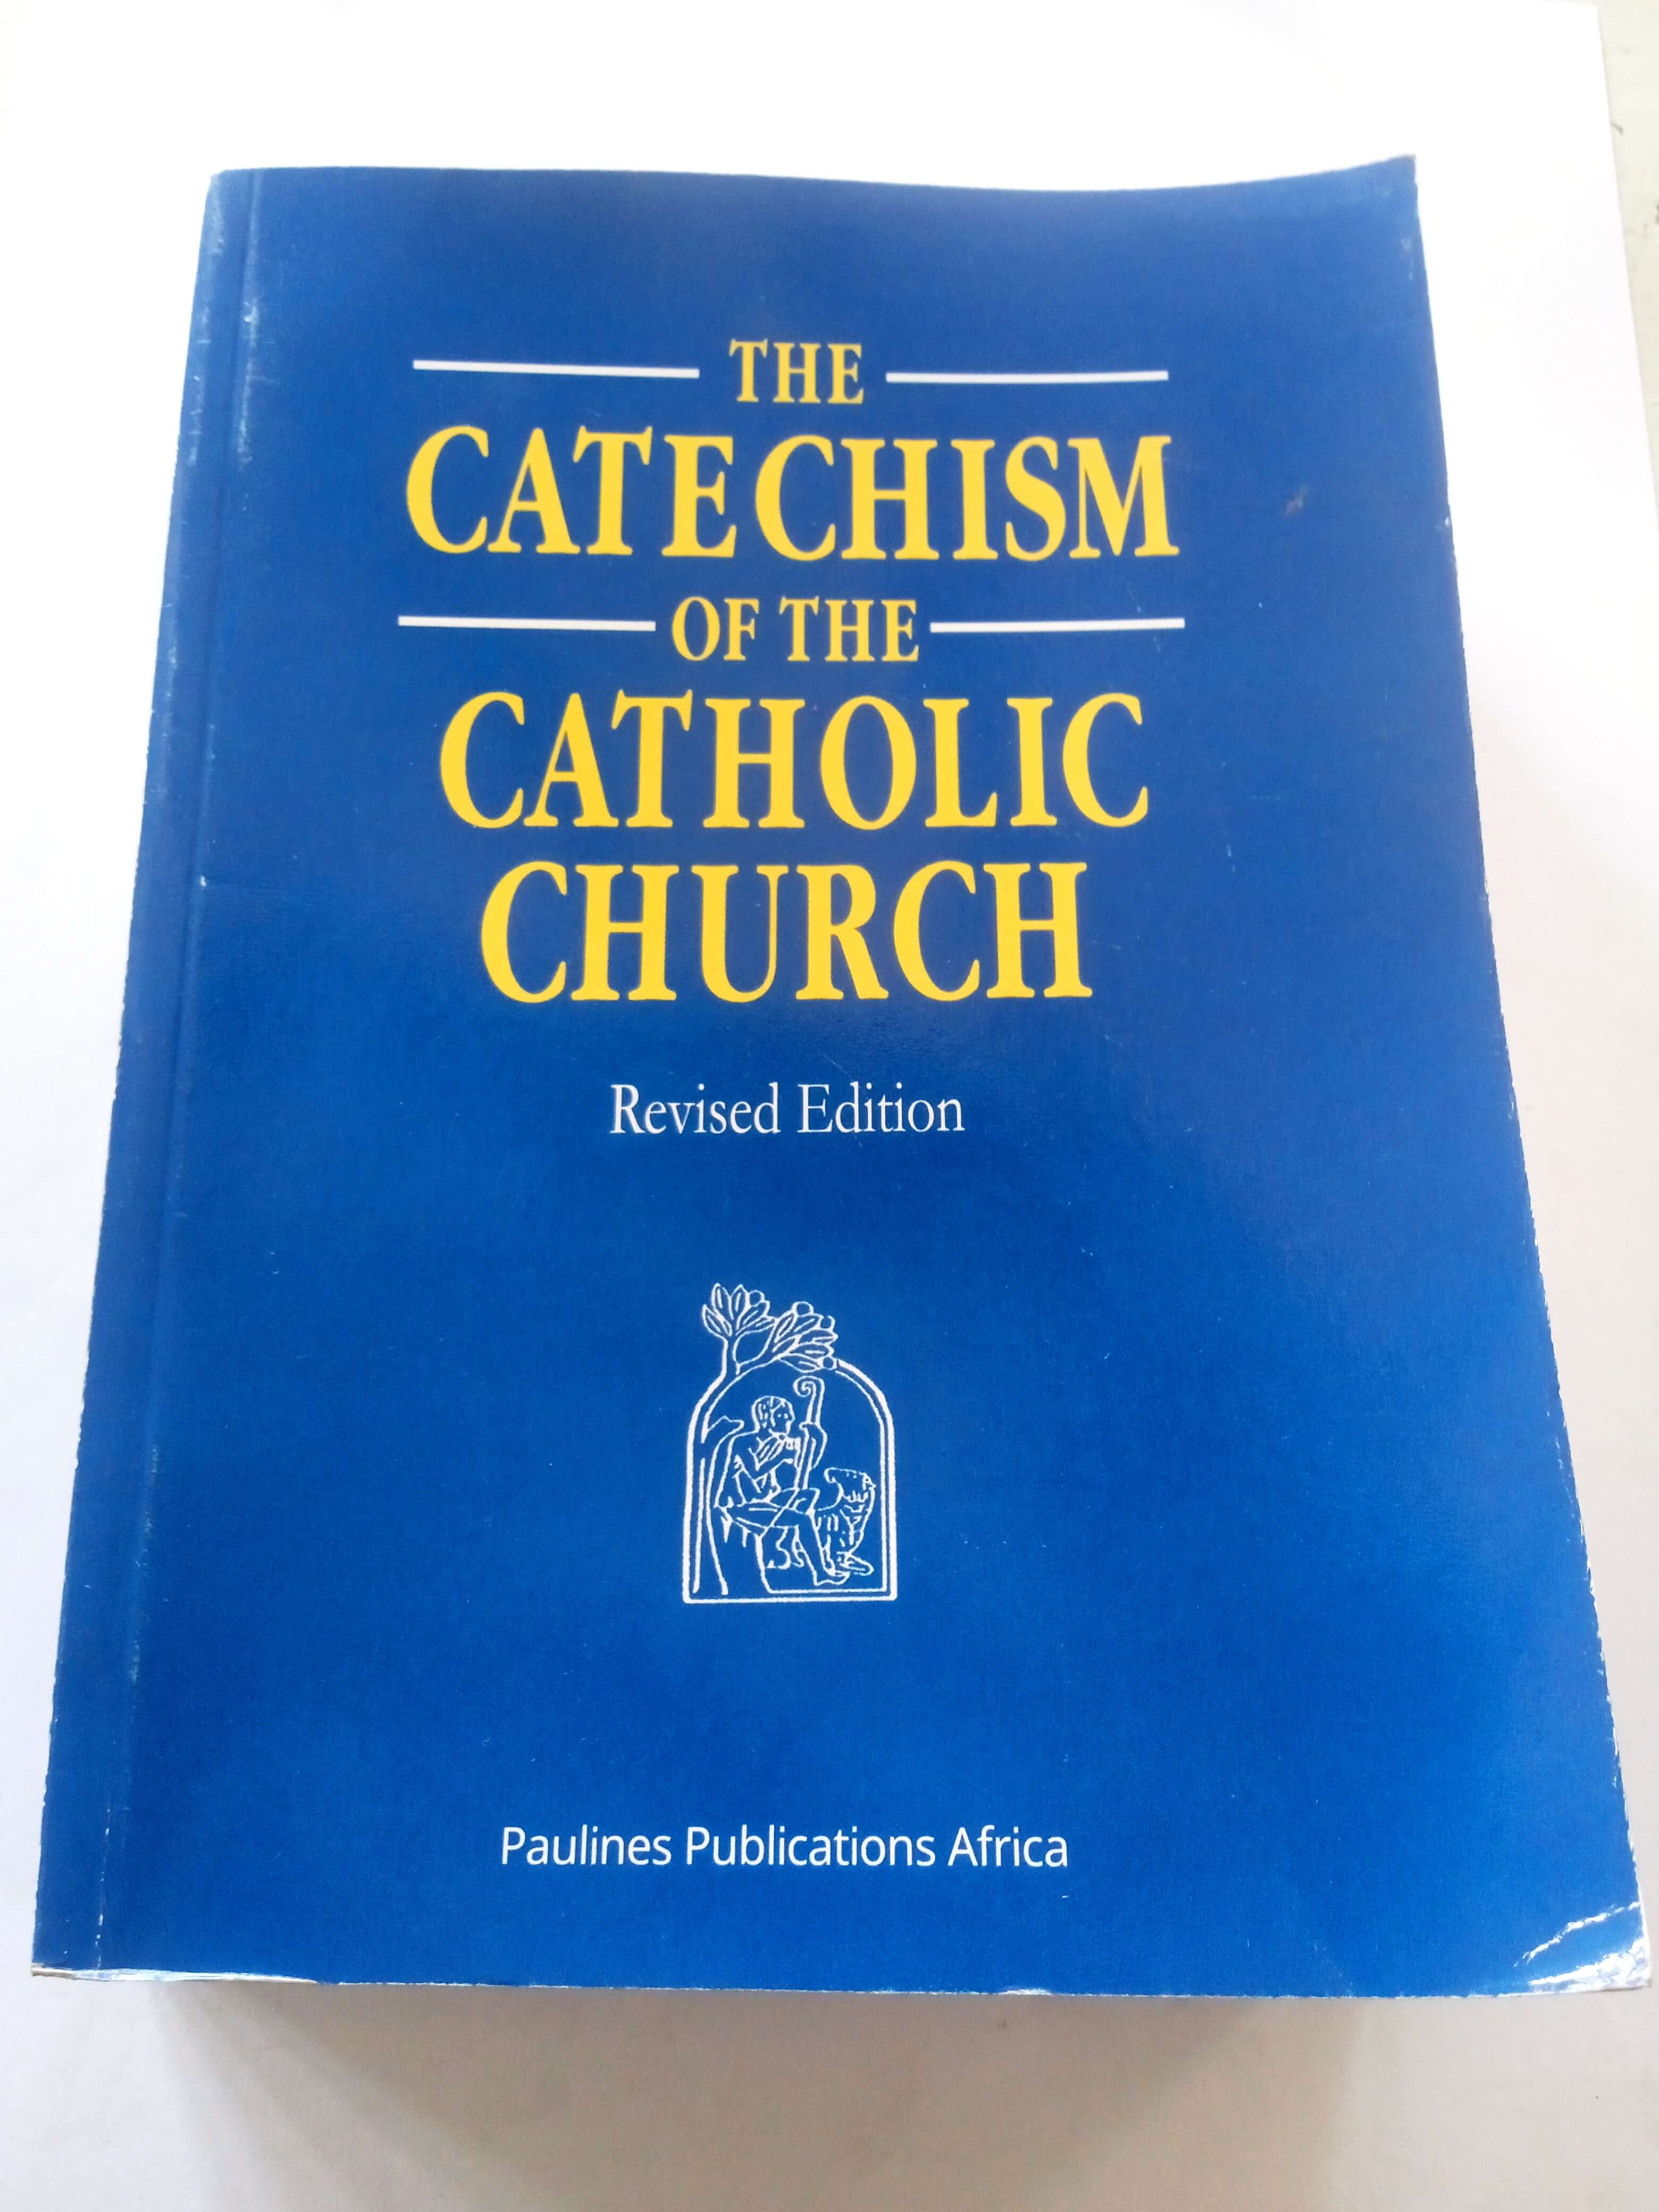 THE
CATECHISM
OF THE
CATHOLIC
CHURCH
Revised Edition
Paulines Publications Africa